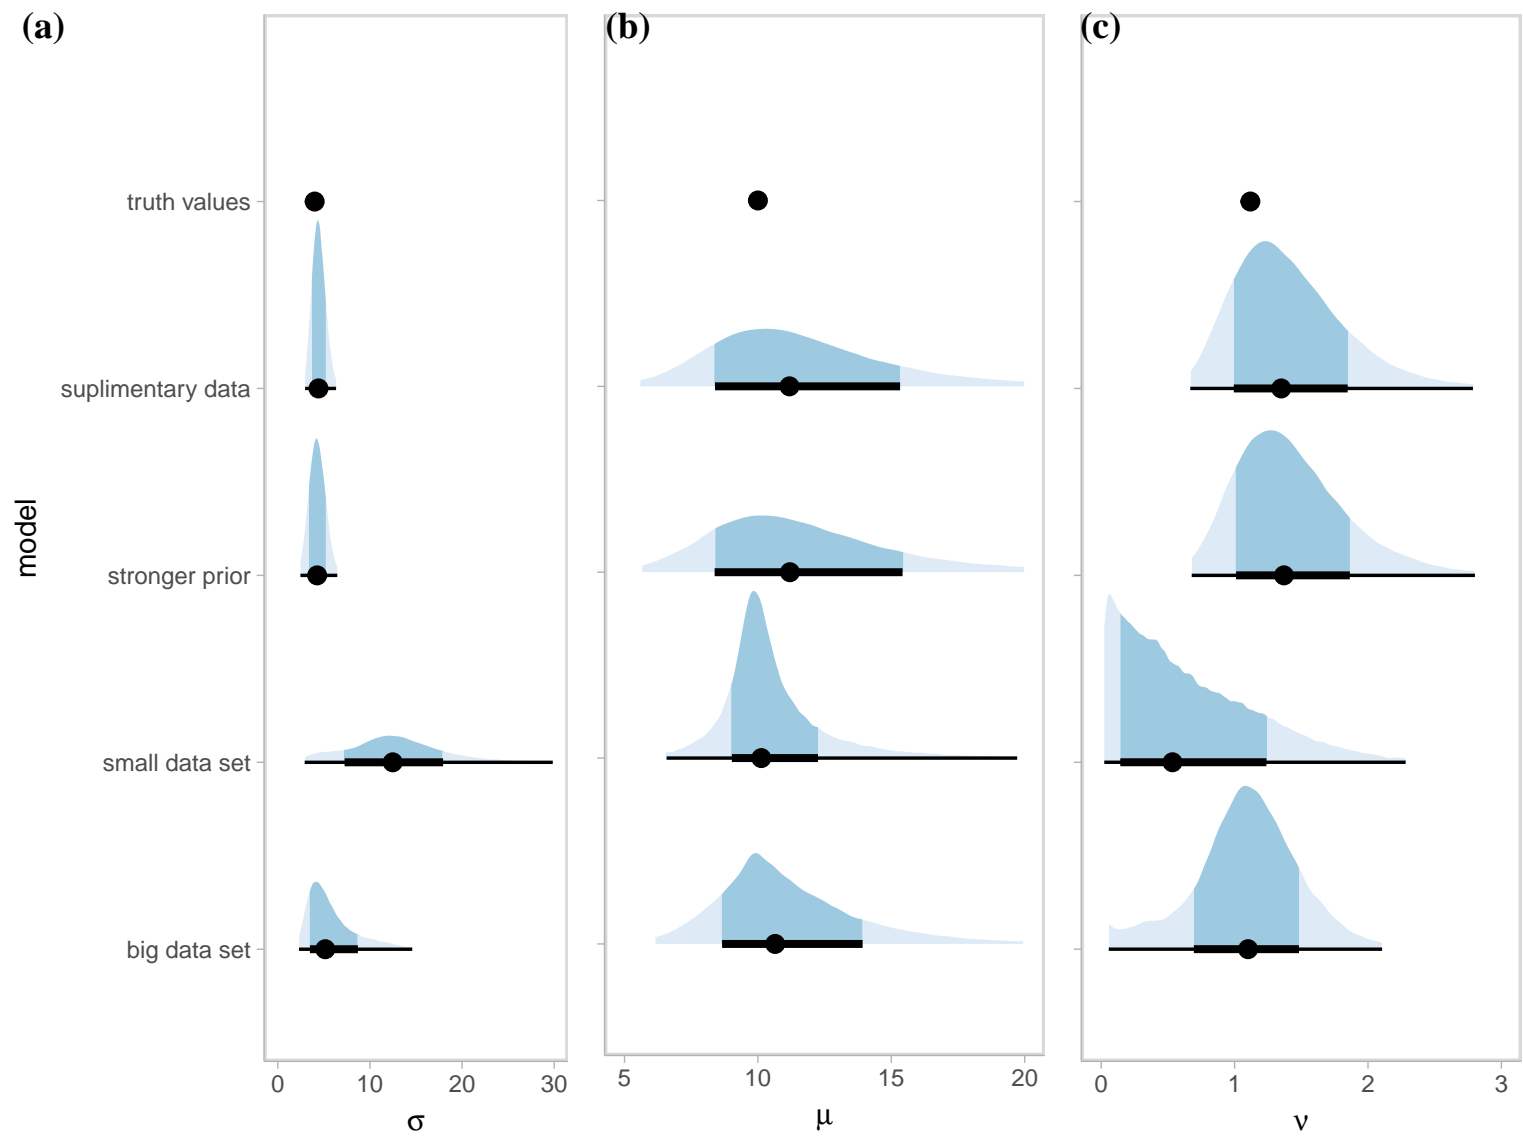 (a) (b) (c)
truth values
suplimentary data
stronger prior
small data set
big data set
model
0 10 20 30
5 10 15 20
0 1 2 3
σ
μ
ν